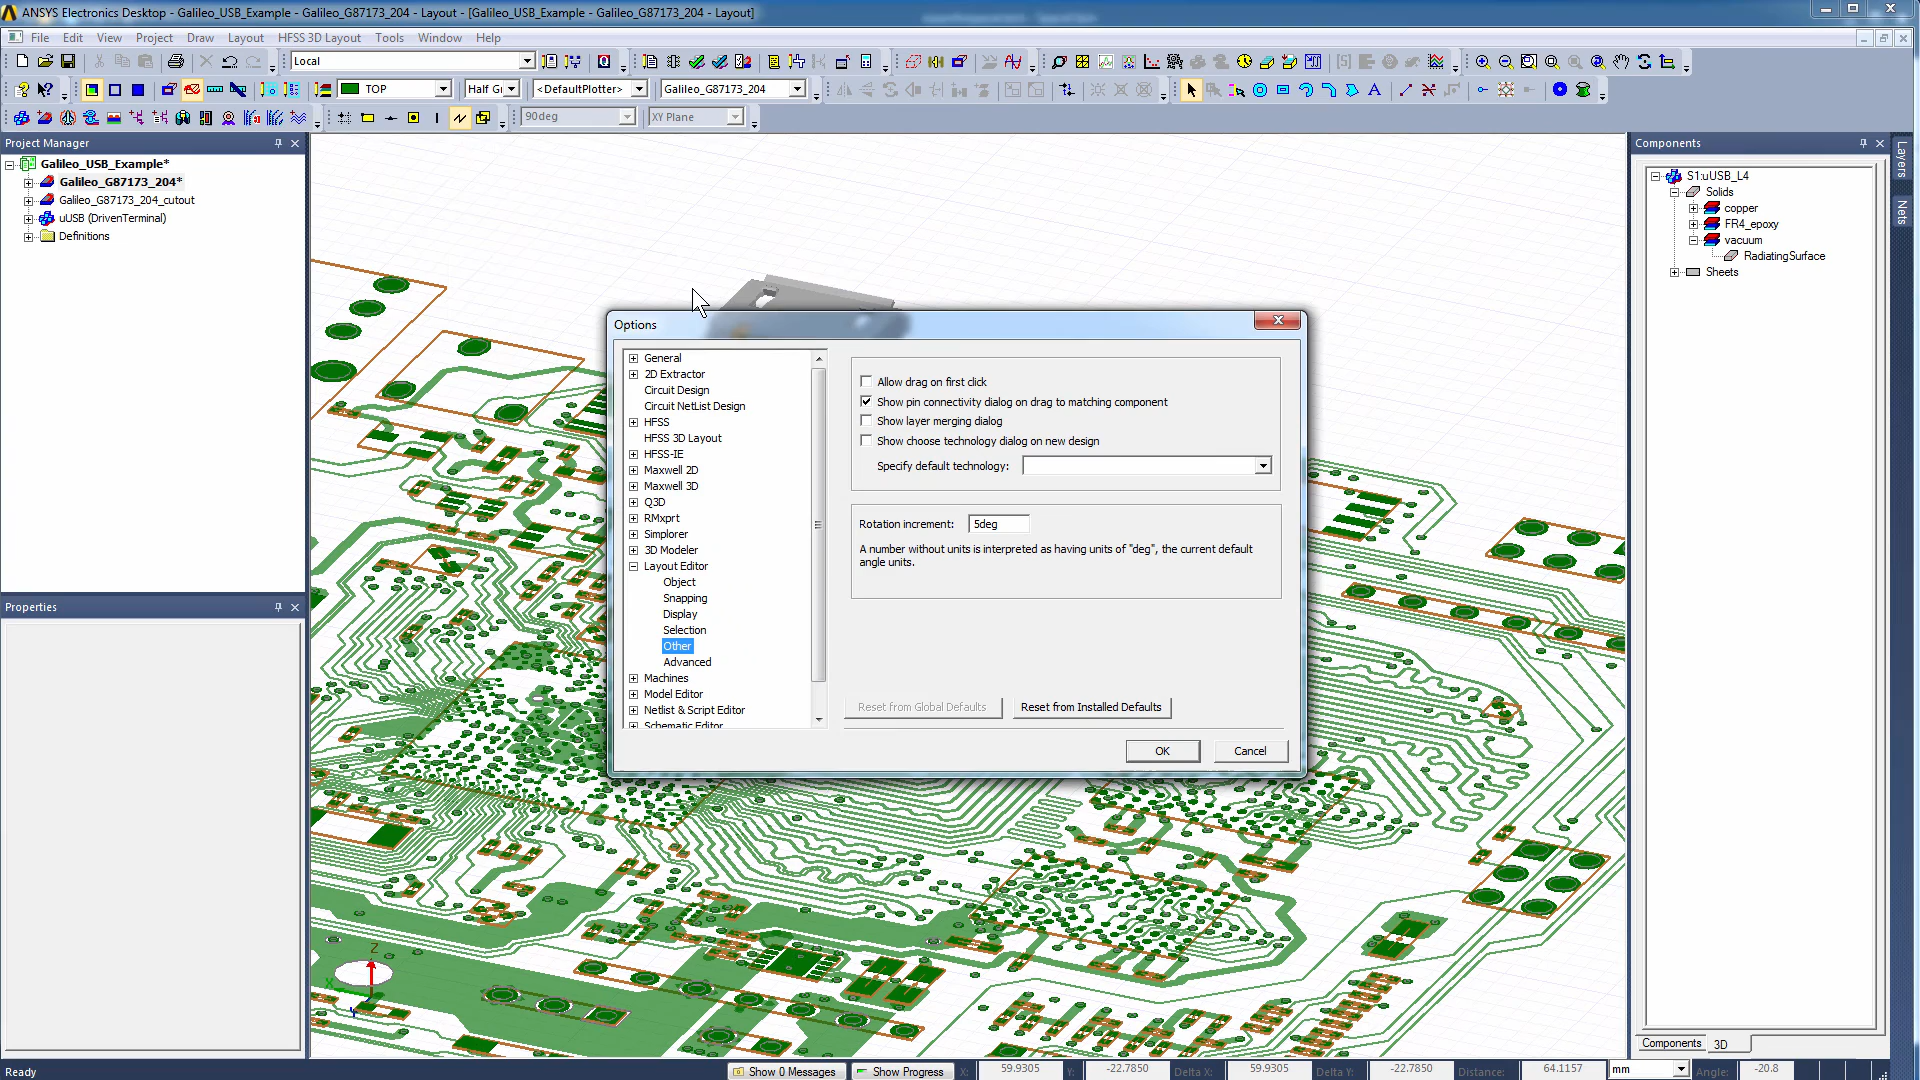 ANSYS Electronics Desktop - Galileo_USB_Example - Galileo_G87173_204 - Layout - [Galileo_USB_Example - Galileo_G87173_204 - Layout]
File Edit View Project Draw Layout HFSS 3D Layout Tools Window Help
Local
TOP
<DefaultPlotter>
Galileo_G87173_204
90deg
XY Plane
Project Manager
Galileo_USB_Example*
Galileo_G87173_204*
Galileo_G87173_204_cutout
uUSB (DrivenTerminal)
Definitions
Properties
Options
General
2D Extractor
Circuit Design
Circuit NetList Design
HFSS
HFSS 3D Layout
HFSS-IE
Maxwell 2D
Maxwell 3D
Q3D
RMxprt
Simplorer
3D Modeler
Layout Editor
Object
Snapping
Display
Selection
Other
Advanced
Machines
Model Editor
Netlist & Script Editor
Schematic Editor
Allow drag on first click
Show pin connectivity dialog on drag to matching component
Show layer merging dialog
Show choose technology dialog on new design
Specify default technology:
Rotation increment: 5deg
A number without units is interpreted as having units of "deg", the current default
angle units.
Reset from Global Defaults Reset from Installed Defaults
OK Cancel
Components
S1:uUSB_L4
Solids
copper
FR4_epoxy
vacuum
RadiatingSurface
Sheets
Layers
Nets
Components 3D
Z
X
Y
Ready
Show 0 Messages Show Progress X: 59.9305 Y: -22.7850 Delta X: 59.9305 Delta Y: -22.7850 Distance: 64.1157 mm Angle: -20.8